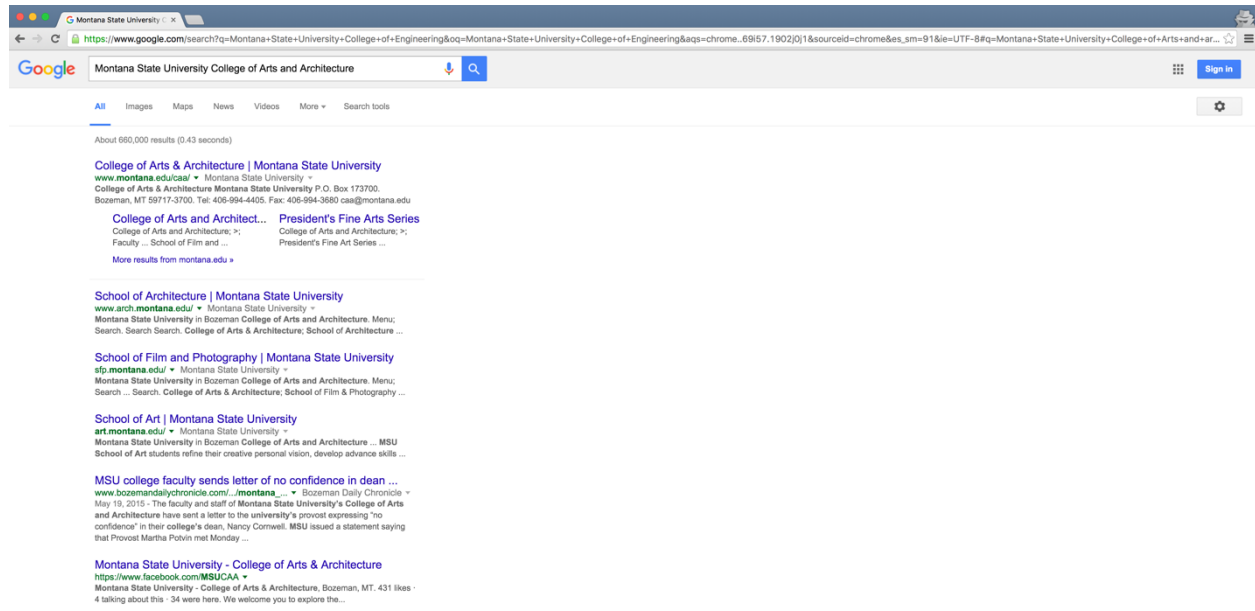 G Montana State University C ×
https://www.google.com/search?q=Montana+State+University+College+of+Engineering&oq=Montana+State+University+College+of+Engineering&aqs=chrome..69i57.1902j0j1&sourceid=chrome&es_sm=91&ie=UTF-8#q=Montana+State+University+College+of+Arts+and+ar...
Google Montana State University College of Arts and Architecture Sign in
All Images Maps News Videos More Search tools
About 660,000 results (0.43 seconds)
College of Arts & Architecture | Montana State University
www.montana.edu/caa/ Montana State University
College of Arts & Architecture Montana State University P.O. Box 173700.
Bozeman, MT 59717-3700. Tel: 406-994-4405. Fax: 406-994-3680 caa@montana.edu
College of Arts and Architect... President's Fine Arts Series
College of Arts and Architecture; >; College of Arts and Architecture; >;
Faculty ... School of Film and ... President's Fine Art Series ...
More results from montana.edu »
School of Architecture | Montana State University
www.arch.montana.edu/ Montana State University
Montana State University in Bozeman College of Arts and Architecture. Menu;
Search. Search Search. College of Arts & Architecture; School of Architecture ...
School of Film and Photography | Montana State University
sfp.montana.edu/ Montana State University
Montana State University in Bozeman College of Arts and Architecture. Menu;
Search ... Search. College of Arts & Architecture; School of Film & Photography ...
School of Art | Montana State University
art.montana.edu/ Montana State University
Montana State University in Bozeman College of Arts and Architecture ... MSU
School of Art students refine their creative personal vision, develop advance skills ...
MSU college faculty sends letter of no confidence in dean ...
www.bozemandailychronicle.com/.../montana_... Bozeman Daily Chronicle
May 19, 2015 - The faculty and staff of Montana State University's College of Arts
and Architecture have sent a letter to the university's provost expressing "no
confidence" in their college's dean, Nancy Cornwell. MSU issued a statement saying
that Provost Martha Potvin met Monday ...
Montana State University - College of Arts & Architecture
https://www.facebook.com/MSUCAA
Montana State University - College of Arts & Architecture, Bozeman, MT. 431 likes ·
4 talking about this · 34 were here. We welcome you to explore the...